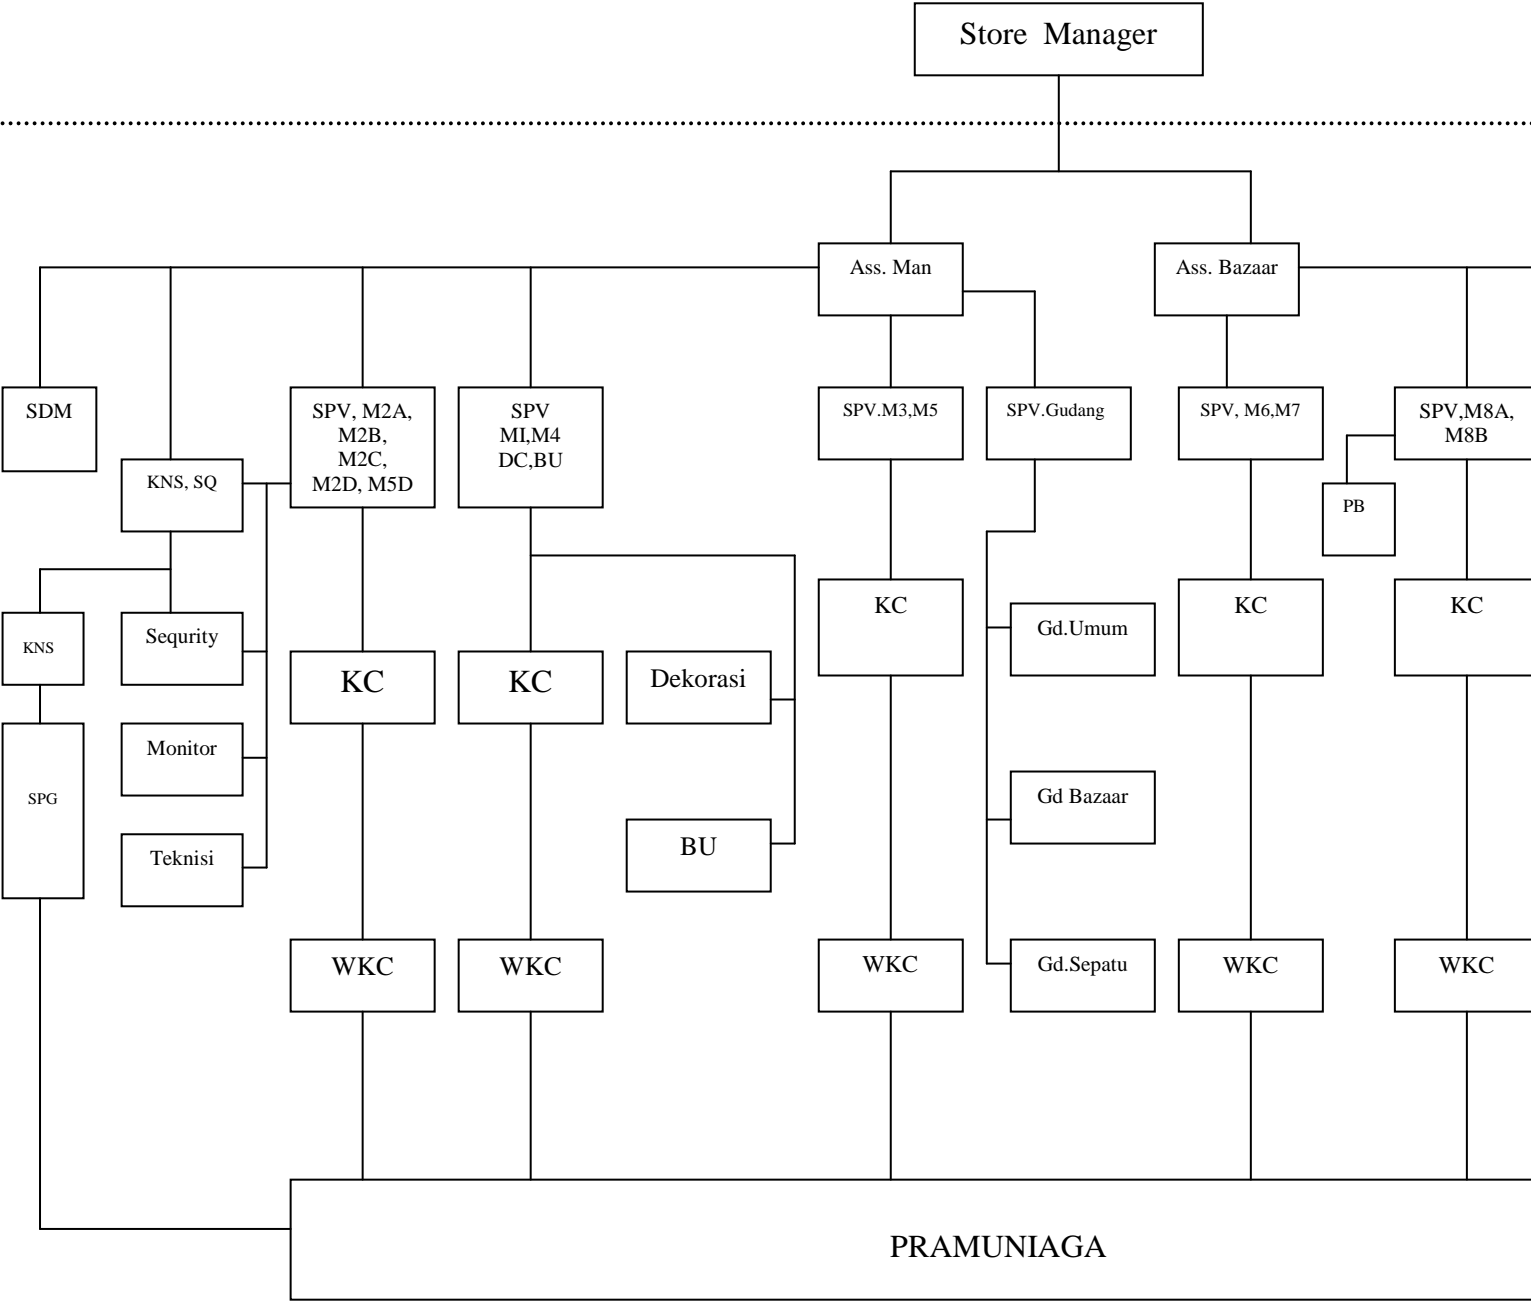 Store Manager
Ass. Man
Ass. Bazaar
SDM
SPV, M2A,
M2B,
M2C,
M2D, M5D
SPV
MI,M4
DC,BU
SPV.M3,M5
SPV.Gudang
SPV, M6,M7
SPV,M8A,
M8B
KNS, SQ
PB
KC
KC
KC
Gd.Umum
Sequrity
KNS
KC
KC
Dekorasi
Monitor
Gd Bazaar
SPG
BU
Teknisi
WKC
WKC
WKC
Gd.Sepatu
WKC
WKC
PRAMUNIAGA